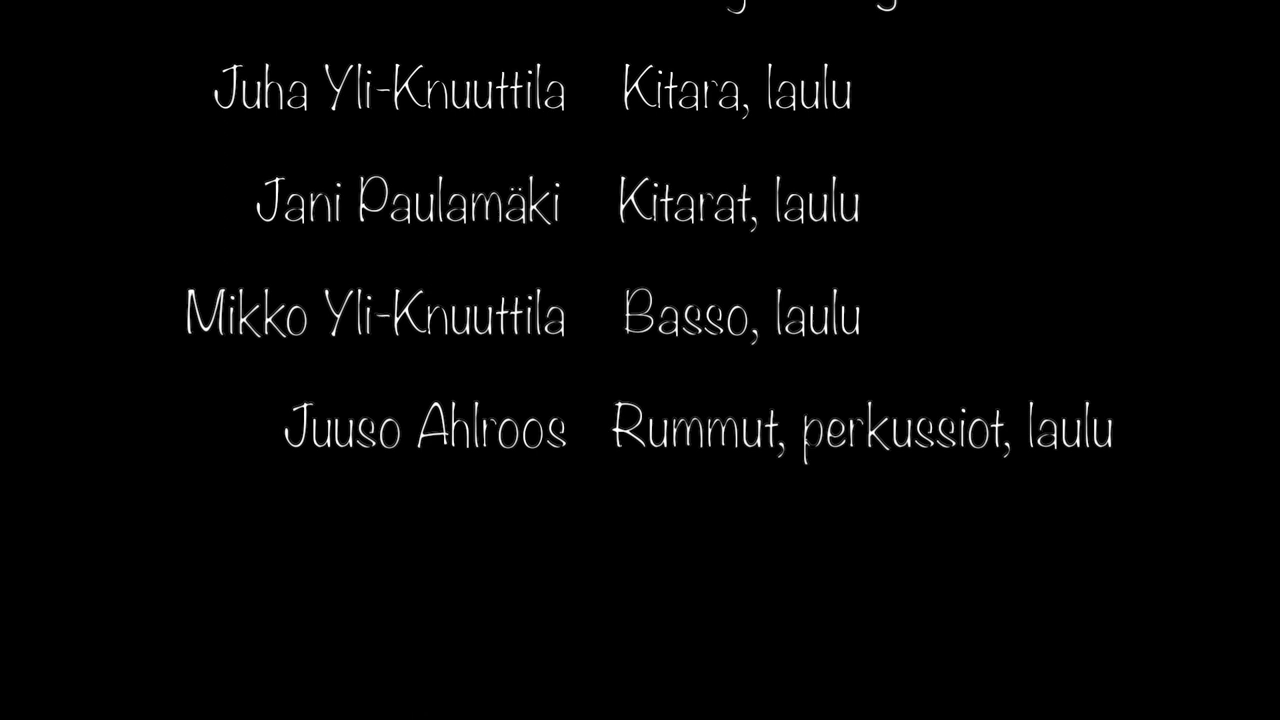 Juha Yli-Knuuttila Kitara, laulu
Jani Paulamäki Kitarat, laulu
Mikko Yli-Knuuttila Basso, laulu
Juuso Ahlroos Rummut, perkussiot, laulu